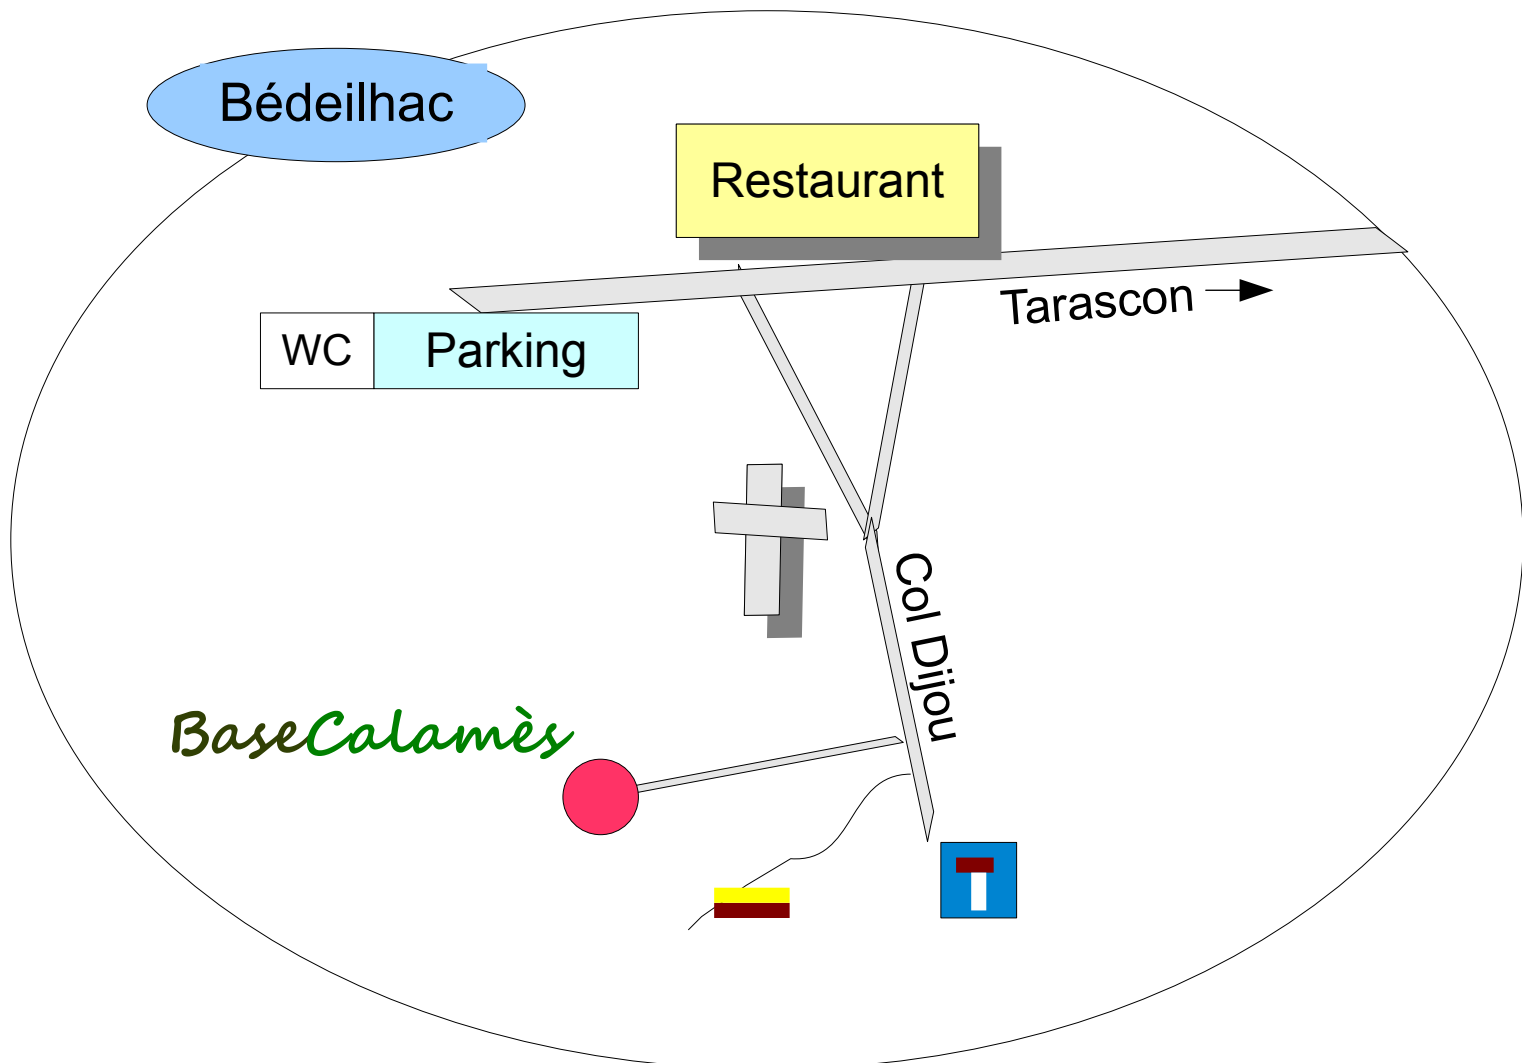 Bédeilhac
Restaurant
Tarascon
WC
Parking
Col Dijou
BaseCalamès